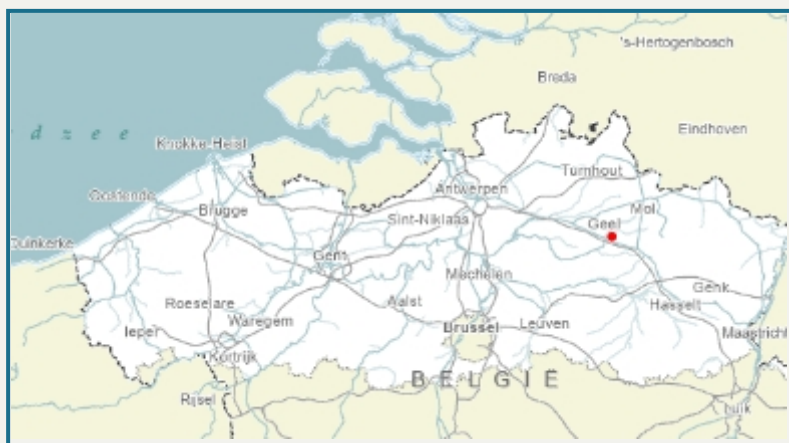 's-Hertogenbosch
Breda
Eindhoven
d z e e
Knokke-Heist
Turnhout
Antwerpen
Oostende
Mol
Brugge
Sint-Niklaas
Geel
Duinkerke
Gent
Mechelen
Genk
Roeselare
Aalst
Hasselt
Waregem
Ieper
Brussel
Leuven
Maastricht
Kortrijk
BELGIË
Rijsel
Luik